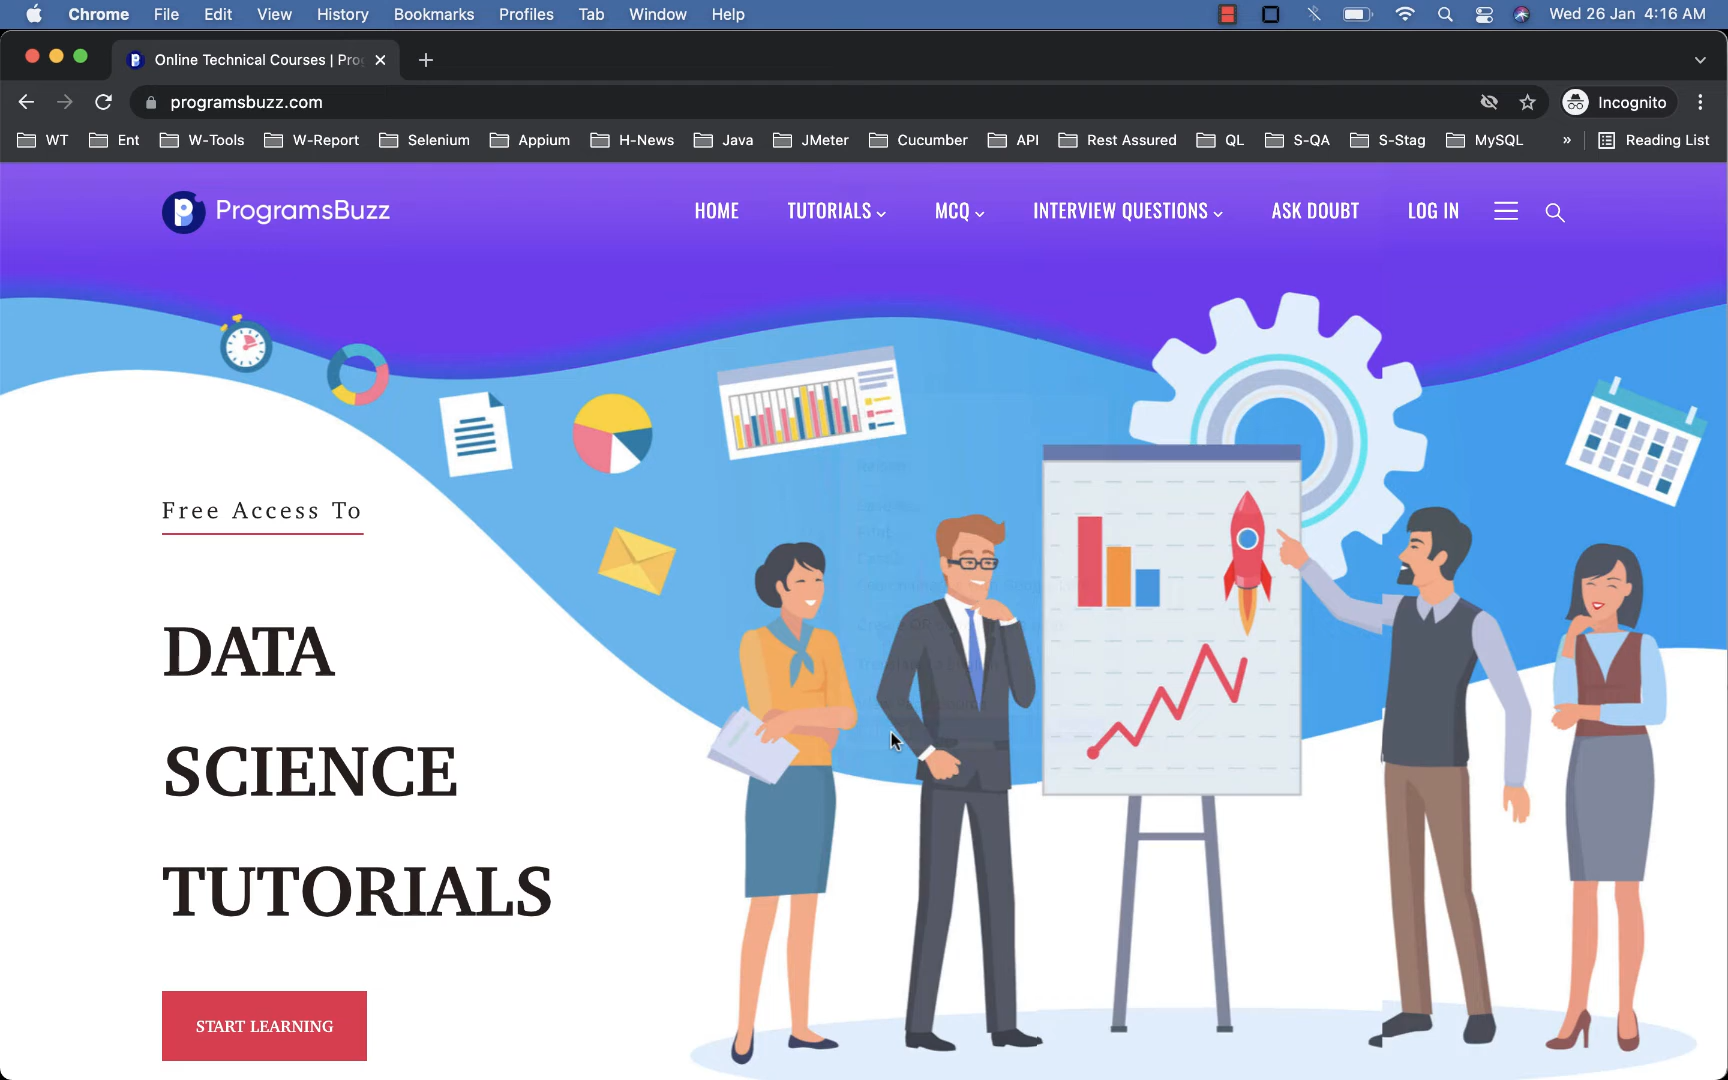 Chrome File Edit View History Bookmarks Profiles Tab Window Help Wed 26 Jan 4:16 AM
Online Technical Courses | Pro
programsbuzz.com Incognito
WT Ent W-Tools W-Report Selenium Appium H-News Java JMeter Cucumber API Rest Assured QL S-QA S-Stag MySQL » Reading List
ProgramsBuzz HOME TUTORIALS MCQ INTERVIEW QUESTIONS ASK DOUBT LOG IN
Free Access To
DATA
SCIENCE
TUTORIALS
START LEARNING